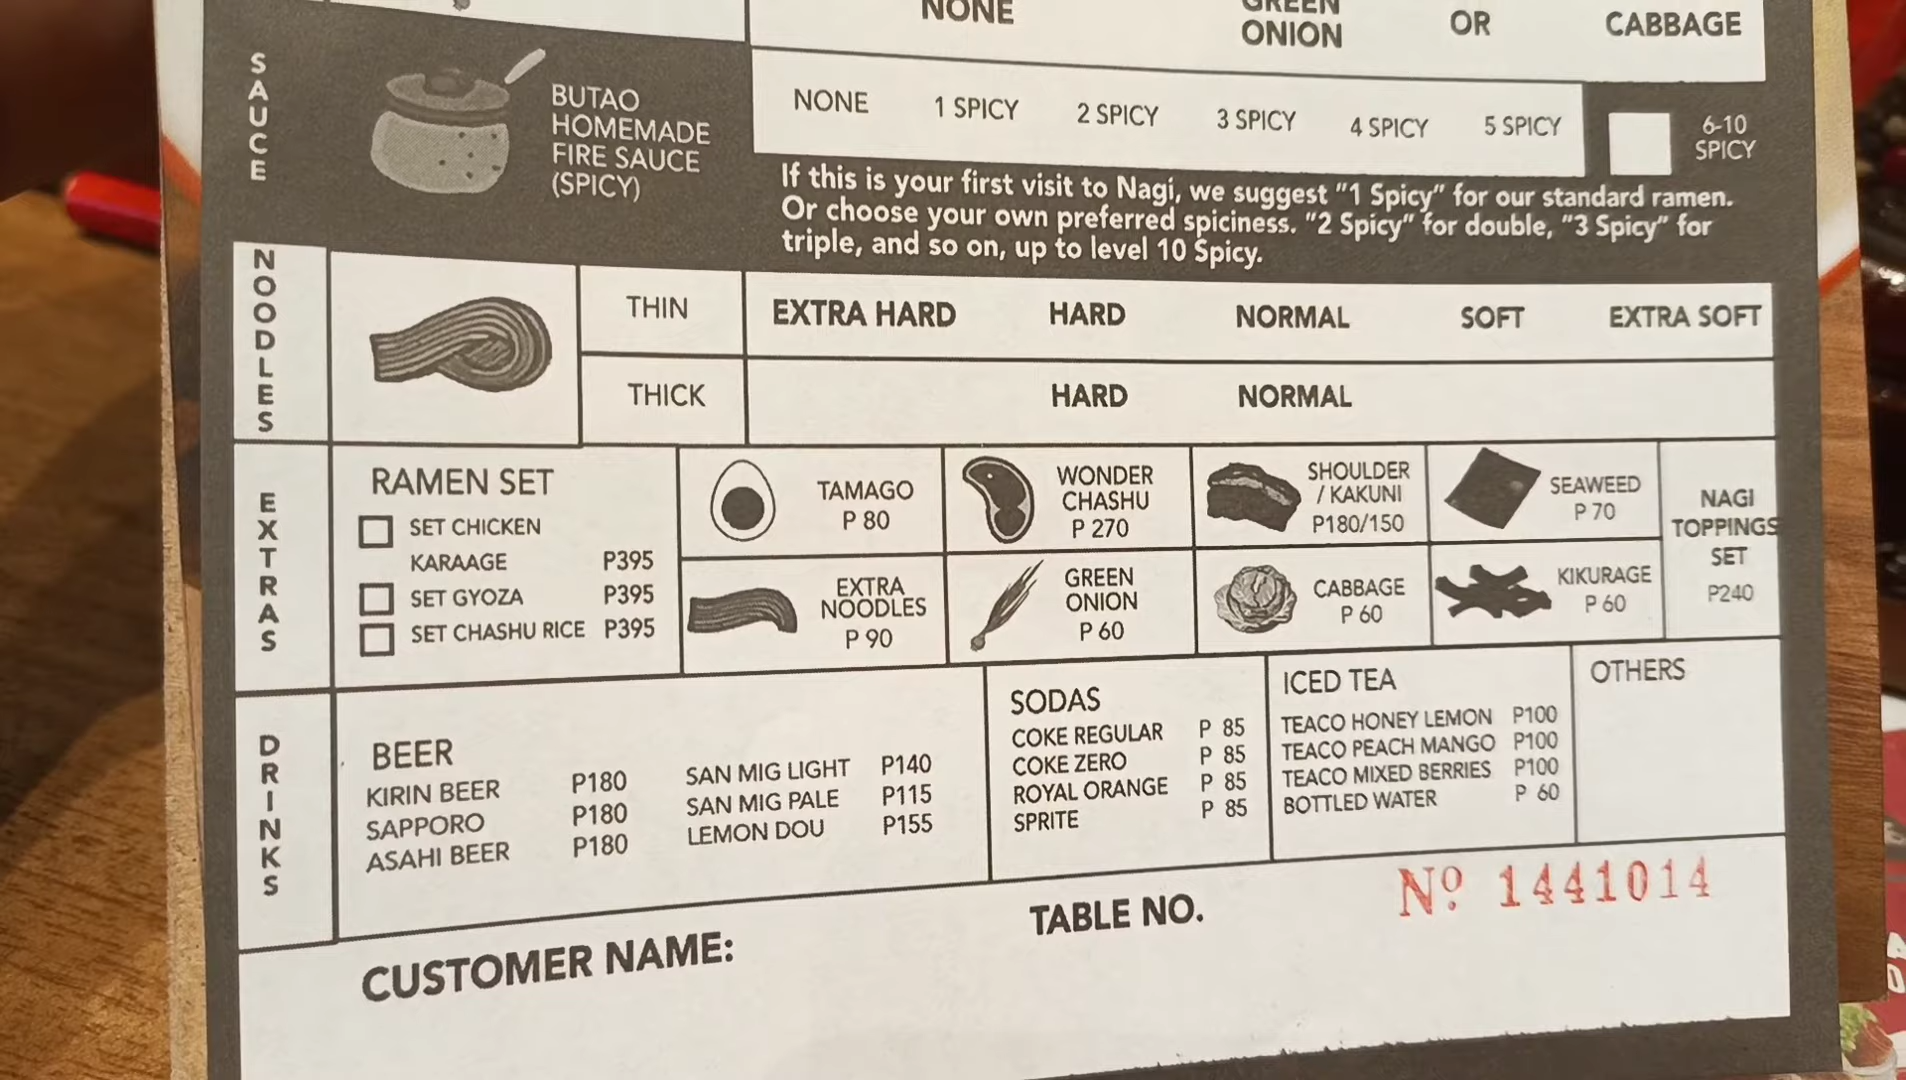 NONE
GREEN
ONION
OR
CABBAGE
SAUCE
BUTAO
HOMEMADE
FIRE SAUCE
(SPICY)
NONE 1 SPICY 2 SPICY 3 SPICY 4 SPICY 5 SPICY
6-10
SPICY
If this is your first visit to Nagi, we suggest "1 Spicy" for our standard ramen.
Or choose your own preferred spiciness. "2 Spicy" for double, "3 Spicy" for
triple, and so on, up to level 10 Spicy.
NOODLES
THIN EXTRA HARD HARD NORMAL SOFT EXTRA SOFT
THICK HARD NORMAL
EXTRAS
RAMEN SET
SET CHICKEN
KARAAGE P395
SET GYOZA P395
SET CHASHU RICE P395
TAMAGO
P 80
WONDER
CHASHU
P 270
SHOULDER
/ KAKUNI
P180/150
SEAWEED
P 70
EXTRA
NOODLES
P 90
GREEN
ONION
P 60
CABBAGE
P 60
KIKURAGE
P 60
NAGI
TOPPINGS
SET
P240
DRINKS
BEER
KIRIN BEER P180
SAPPORO P180
ASAHI BEER P180
SAN MIG LIGHT P140
SAN MIG PALE P115
LEMON DOU P155
SODAS
COKE REGULAR P 85
COKE ZERO P 85
ROYAL ORANGE P 85
SPRITE P 85
ICED TEA
TEACO HONEY LEMON P100
TEACO PEACH MANGO P100
TEACO MIXED BERRIES P100
BOTTLED WATER P 60
OTHERS
CUSTOMER NAME:
TABLE NO.
Nº 1441014